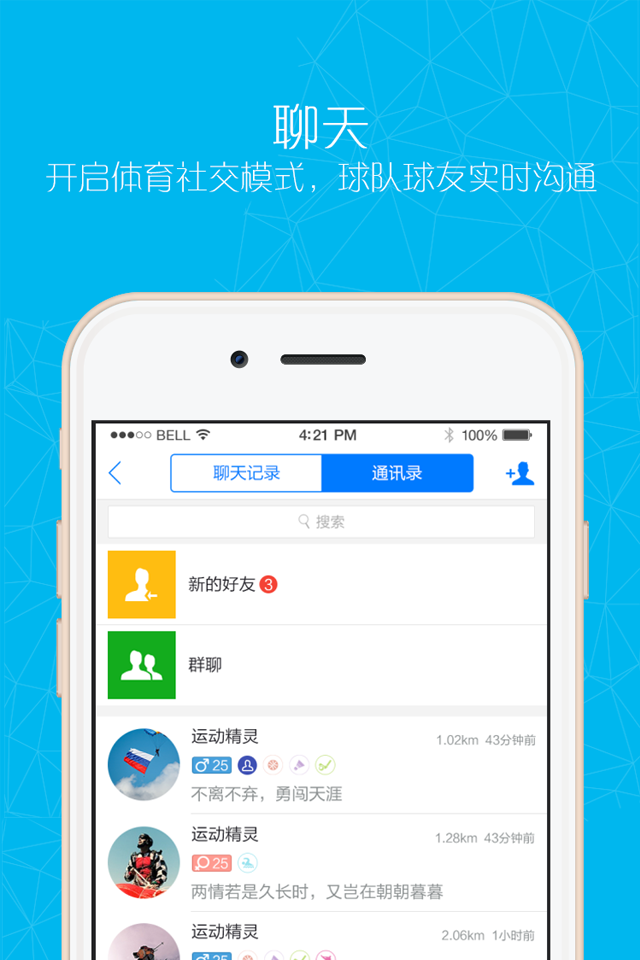 聊天
开启体育社交模式，球队球友实时沟通
BELL 4:21 PM 100%
聊天记录 通讯录
搜索
新的好友 3
群聊
运动精灵 1.02km 43分钟前
25
不离不弃，勇闯天涯
运动精灵 1.28km 43分钟前
25
两情若是久长时，又岂在朝朝暮暮
运动精灵 2.06km 1小时前
25